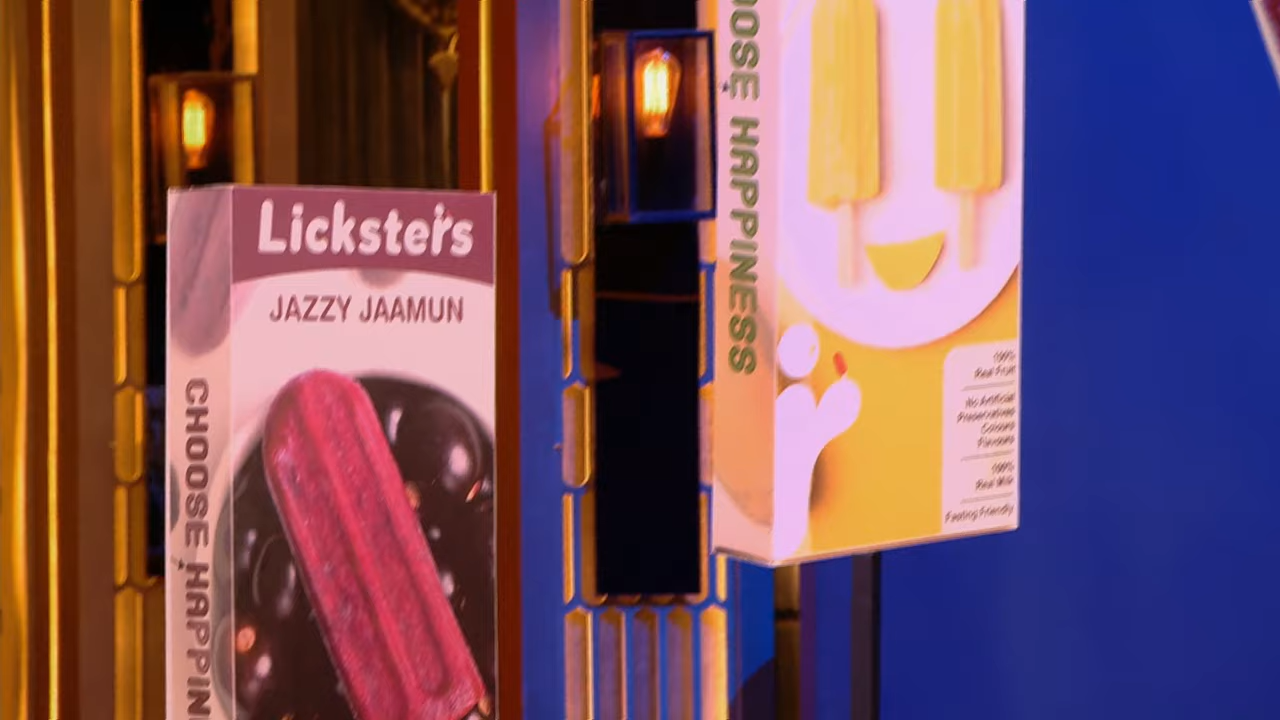 Licksters
JAZZY JAAMUN
CHOOSE HAPPIN
OOSE HAPPINESS
100%
Real Fruit
No Artificial
Preservatives
Colours
Flavours
100%
Real Milk
Fasting Friendly